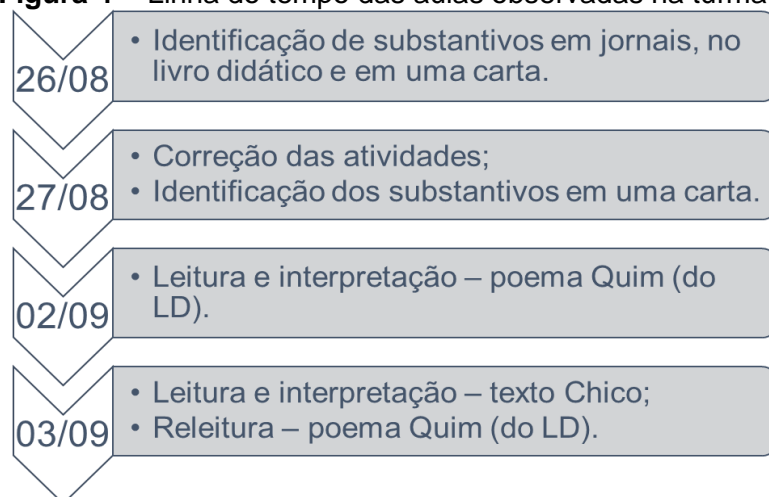 Linha do tempo das aulas observadas na turma
• Identificação de substantivos em jornais, no
livro didático e em uma carta.
26/08
• Correção das atividades;
• Identificação dos substantivos em uma carta.
27/08
• Leitura e interpretação – poema Quim (do
LD).
02/09
• Leitura e interpretação – texto Chico;
• Releitura – poema Quim (do LD).
03/09